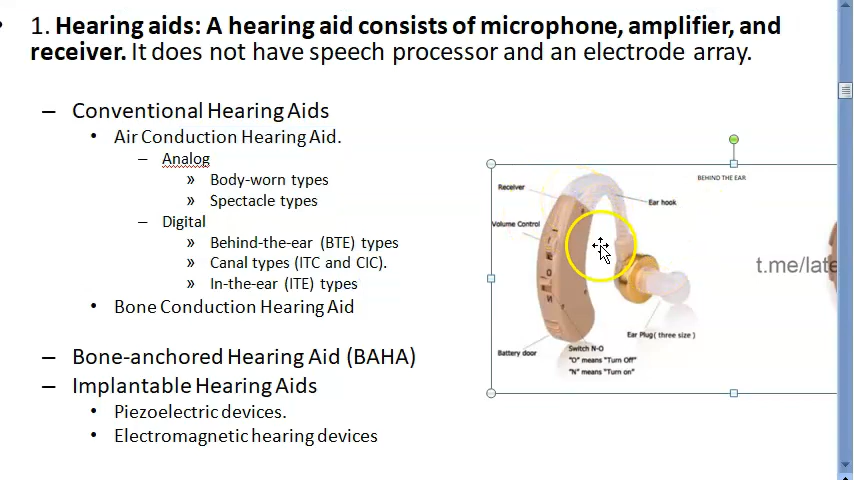 1. Hearing aids: A hearing aid consists of microphone, amplifier, and
receiver. It does not have speech processor and an electrode array.
– Conventional Hearing Aids
• Air Conduction Hearing Aid.
– Analog
» Body-worn types
» Spectacle types
– Digital
» Behind-the-ear (BTE) types
» Canal types (ITC and CIC).
» In-the-ear (ITE) types
• Bone Conduction Hearing Aid
– Bone-anchored Hearing Aid (BAHA)
– Implantable Hearing Aids
• Piezoelectric devices.
• Electromagnetic hearing devices
BEHIND THE EAR
Receiver
Ear hook
Volume Control
t.me/late
Ear Plug( three size )
Battery door
Switch N-O
"O" means "Turn Off"
"N" means "Turn on"